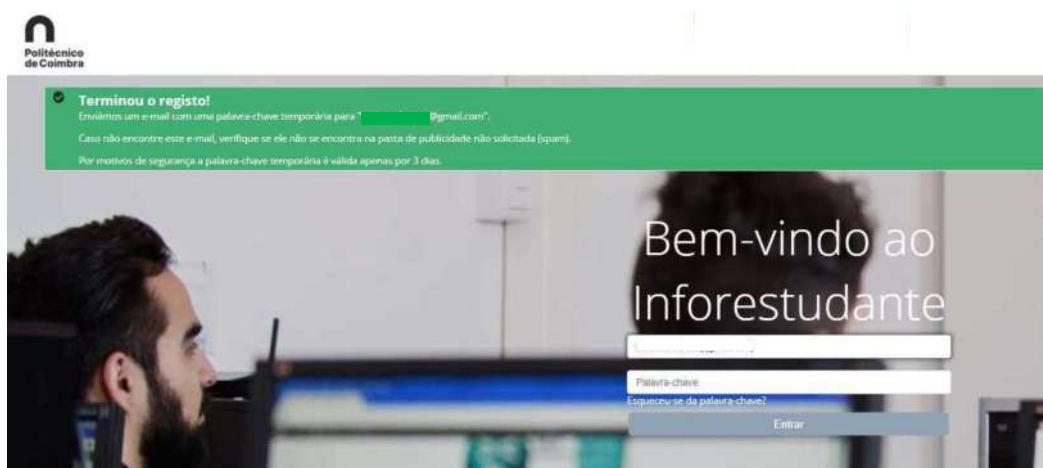 Politécnico
de Coimbra
Terminou o registo!
Enviámos um e-mail com uma palavra-chave temporária para " @gmail.com".
Caso não encontre este e-mail, verifique se ele não se encontra na pasta de publicidade não solicitada (spam).
Por motivos de segurança a palavra-chave temporária é válida apenas por 3 dias.
Bem-vindo ao
Inforestudante
Palavra-chave
Esqueceu-se da palavra-chave?
Entrar